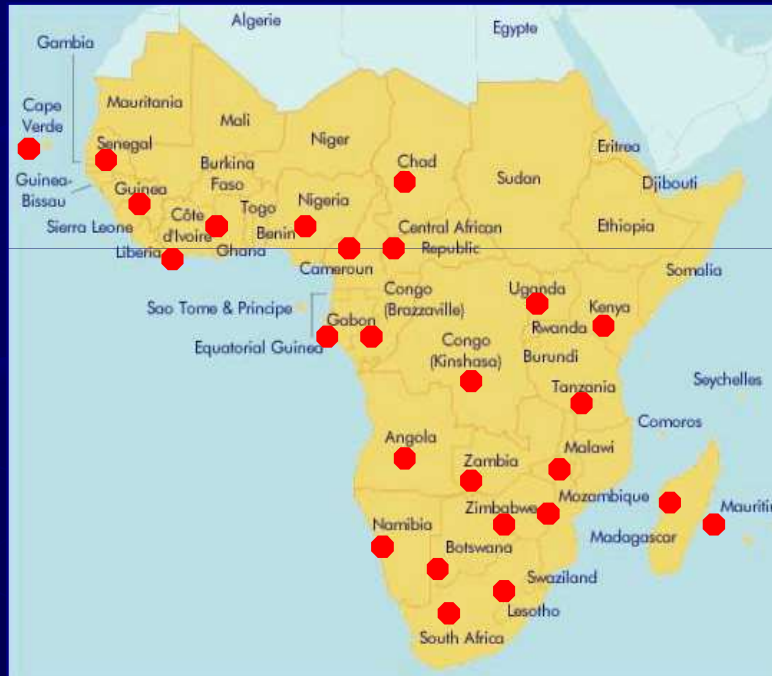 Algerie
Egypte
Gambia
Mauritania
Cape
Verde
Mali
Niger
Senegal
Chad
Eritrea
Burkina
Faso
Sudan
Djibouti
Guinea-
Bissau
Guinea
Nigeria
Togo
Côte
d'Ivoire
Sierra Leone
Benin
Central African
Republic
Ethiopia
Liberia
Ghana
Cameroun
Somalia
Congo
(Brazzaville)
Uganda
Sao Tome & Principe
Kenya
Gabon
Rwanda
Equatorial Guinea
Congo
(Kinshasa)
Burundi
Tanzania
Seychelles
Comoros
Angola
Malawi
Zambia
Mozambique
Zimbabwe
Mauritiu
Namibia
Madagascar
Botswana
Swaziland
Lesotho
South Africa